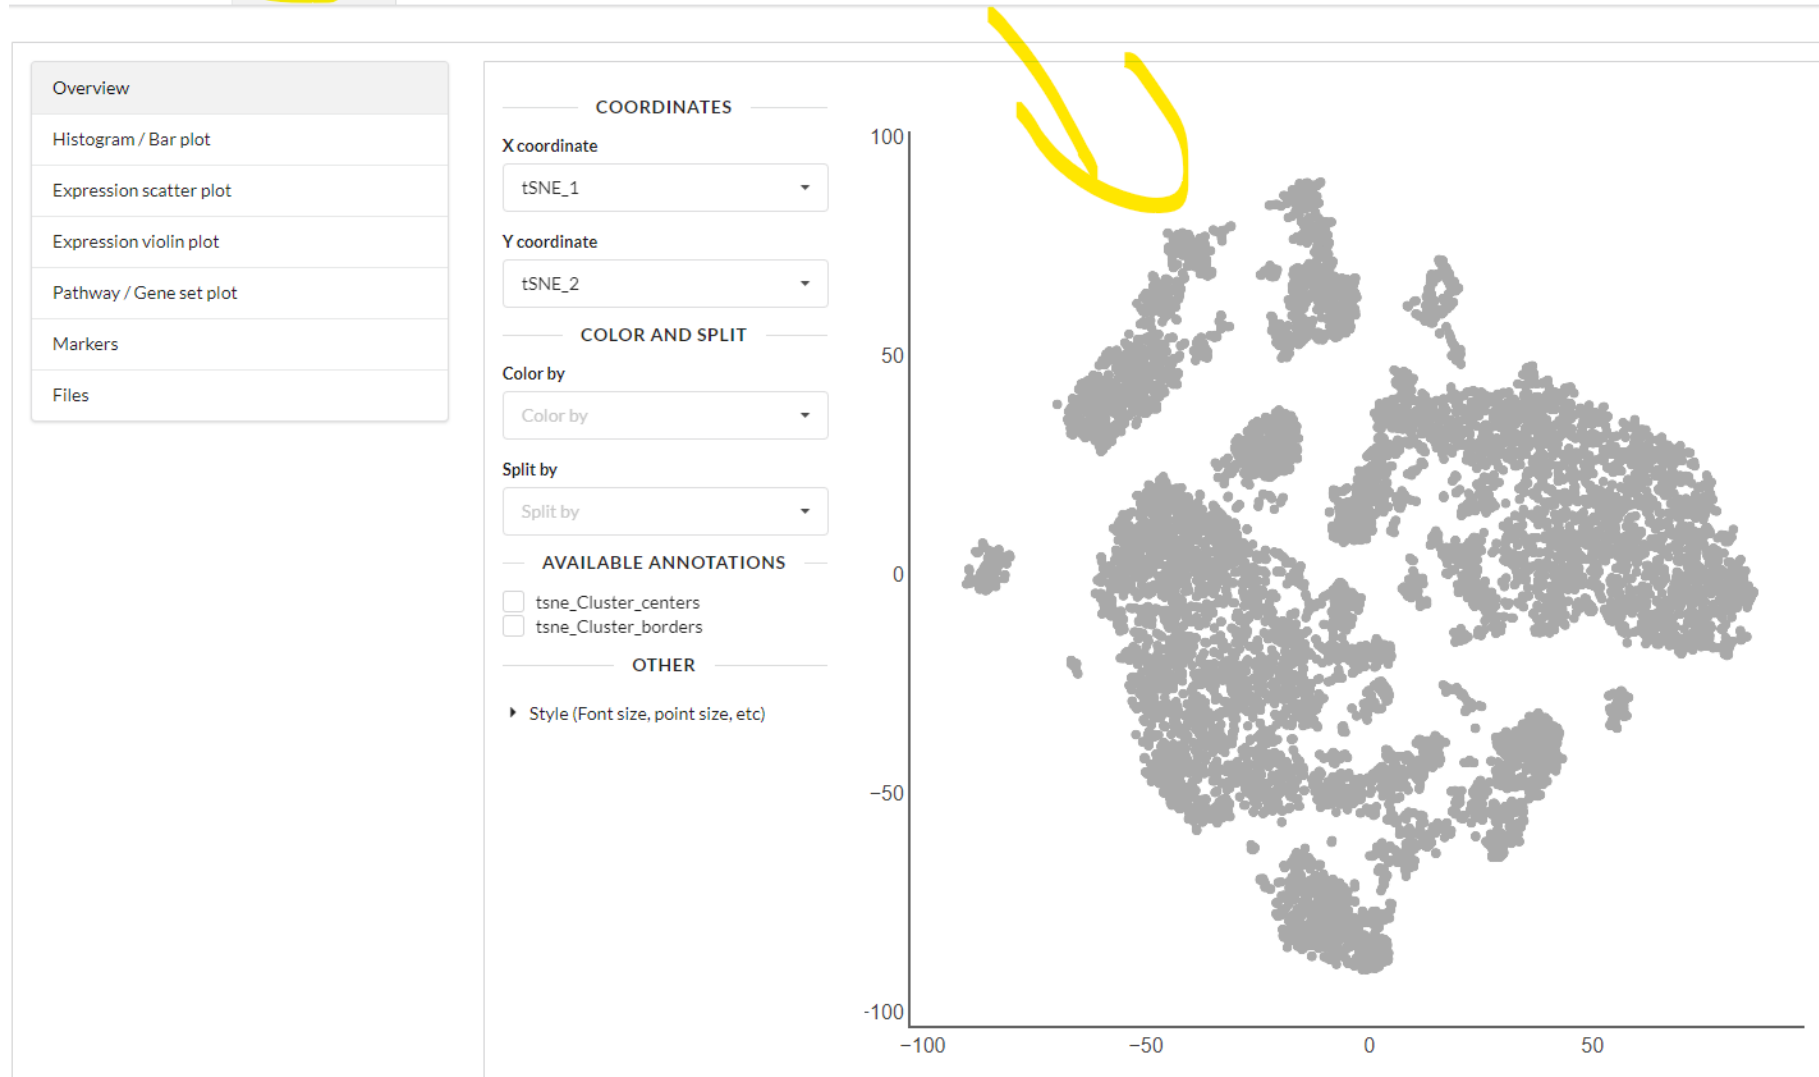 Overview
Histogram / Bar plot
Expression scatter plot
Expression violin plot
Pathway / Gene set plot
Markers
Files
COORDINATES
X coordinate
tSNE_1
Y coordinate
tSNE_2
COLOR AND SPLIT
Color by
Color by
Split by
Split by
AVAILABLE ANNOTATIONS
tsne_Cluster_centers
tsne_Cluster_borders
OTHER
Style (Font size, point size, etc)
100
50
0
−50
-100
−100 −50 0 50